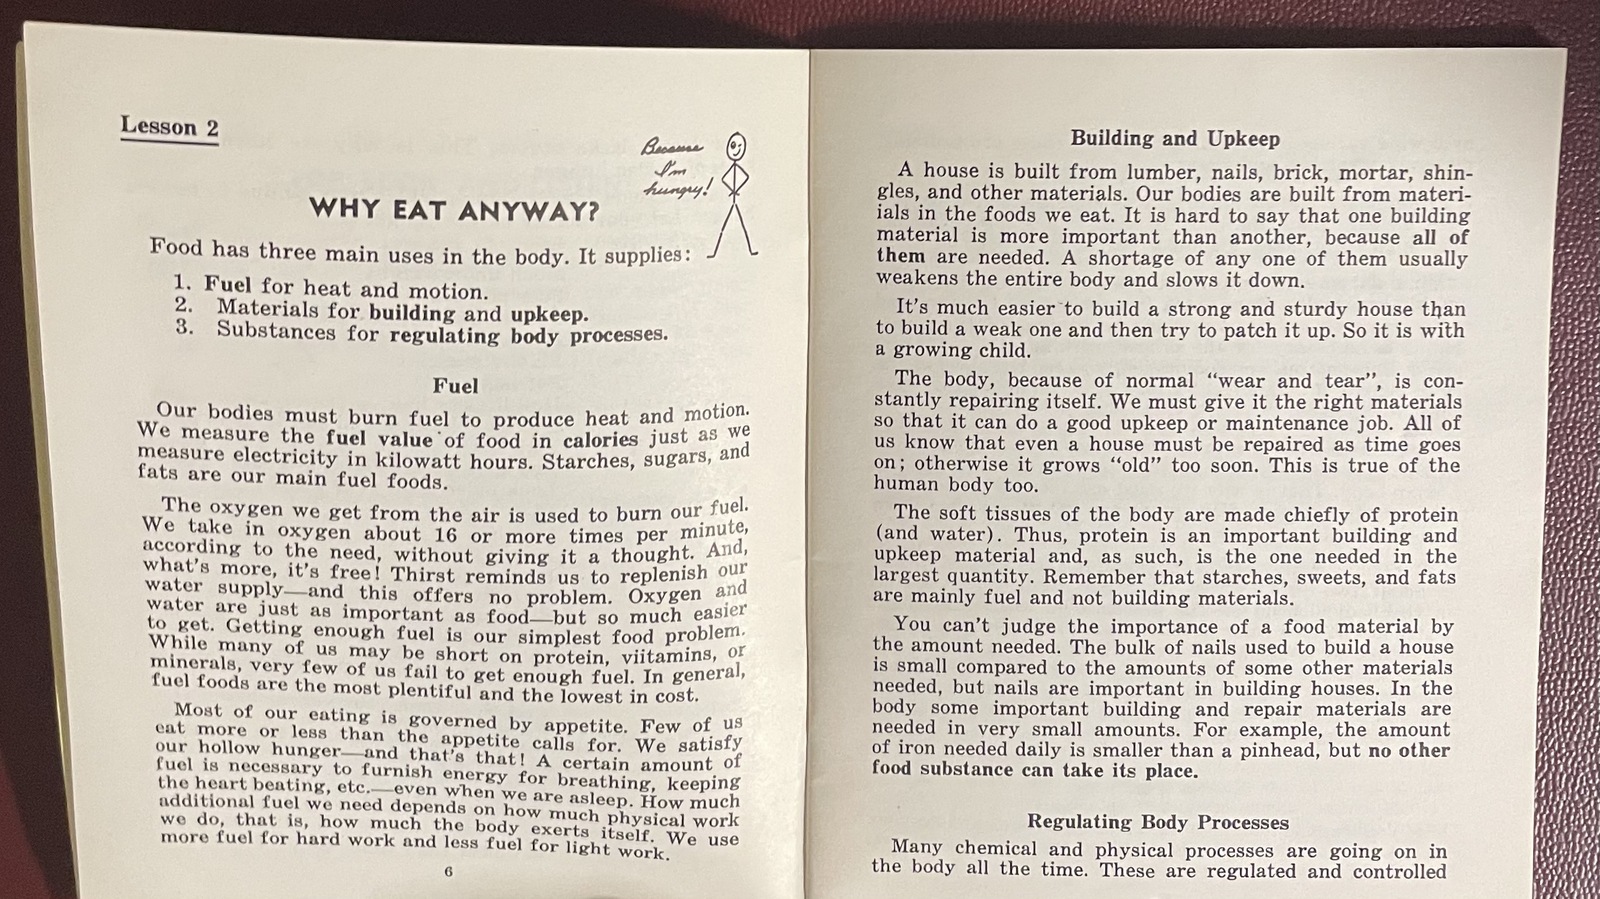 Lesson 2
Because
I'm
hungry!
WHY EAT ANYWAY?
Food has three main uses in the body. It supplies:
1. Fuel for heat and motion.
2. Materials for building and upkeep.
3. Substances for regulating body processes.
Fuel
Our bodies must burn fuel to produce heat and motion.
We measure the fuel value of food in calories just as we
measure electricity in kilowatt hours. Starches, sugars, and
fats are our main fuel foods.
The oxygen we get from the air is used to burn our fuel.
We take in oxygen about 16 or more times per minute,
according to the need, without giving it a thought. And,
what's more, it's free! Thirst reminds us to replenish our
water supply—and this offers no problem. Oxygen and
water are just as important as food—but so much easier
to get. Getting enough fuel is our simplest food problem.
While many of us may be short on protein, viitamins, or
minerals, very few of us fail to get enough fuel. In general,
fuel foods are the most plentiful and the lowest in cost.
Most of our eating is governed by appetite. Few of us
eat more or less than the appetite calls for. We satisfy
our hollow hunger—and that's that! A certain amount of
fuel is necessary to furnish energy for breathing, keeping
the heart beating, etc.—even when we are asleep. How much
additional fuel we need depends on how much physical work
we do, that is, how much the body exerts itself. We use
more fuel for hard work and less fuel for light work.
6
Building and Upkeep
A house is built from lumber, nails, brick, mortar, shin-
gles, and other materials. Our bodies are built from materi-
ials in the foods we eat. It is hard to say that one building
material is more important than another, because all of
them are needed. A shortage of any one of them usually
weakens the entire body and slows it down.
It's much easier to build a strong and sturdy house than
to build a weak one and then try to patch it up. So it is with
a growing child.
The body, because of normal "wear and tear", is con-
stantly repairing itself. We must give it the right materials
so that it can do a good upkeep or maintenance job. All of
us know that even a house must be repaired as time goes
on; otherwise it grows "old" too soon. This is true of the
human body too.
The soft tissues of the body are made chiefly of protein
(and water). Thus, protein is an important building and
upkeep material and, as such, is the one needed in the
largest quantity. Remember that starches, sweets, and fats
are mainly fuel and not building materials.
You can't judge the importance of a food material by
the amount needed. The bulk of nails used to build a house
is small compared to the amounts of some other materials
needed, but nails are important in building houses. In the
body some important building and repair materials are
needed in very small amounts. For example, the amount
of iron needed daily is smaller than a pinhead, but no other
food substance can take its place.
Regulating Body Processes
Many chemical and physical processes are going on in
the body all the time. These are regulated and controlled